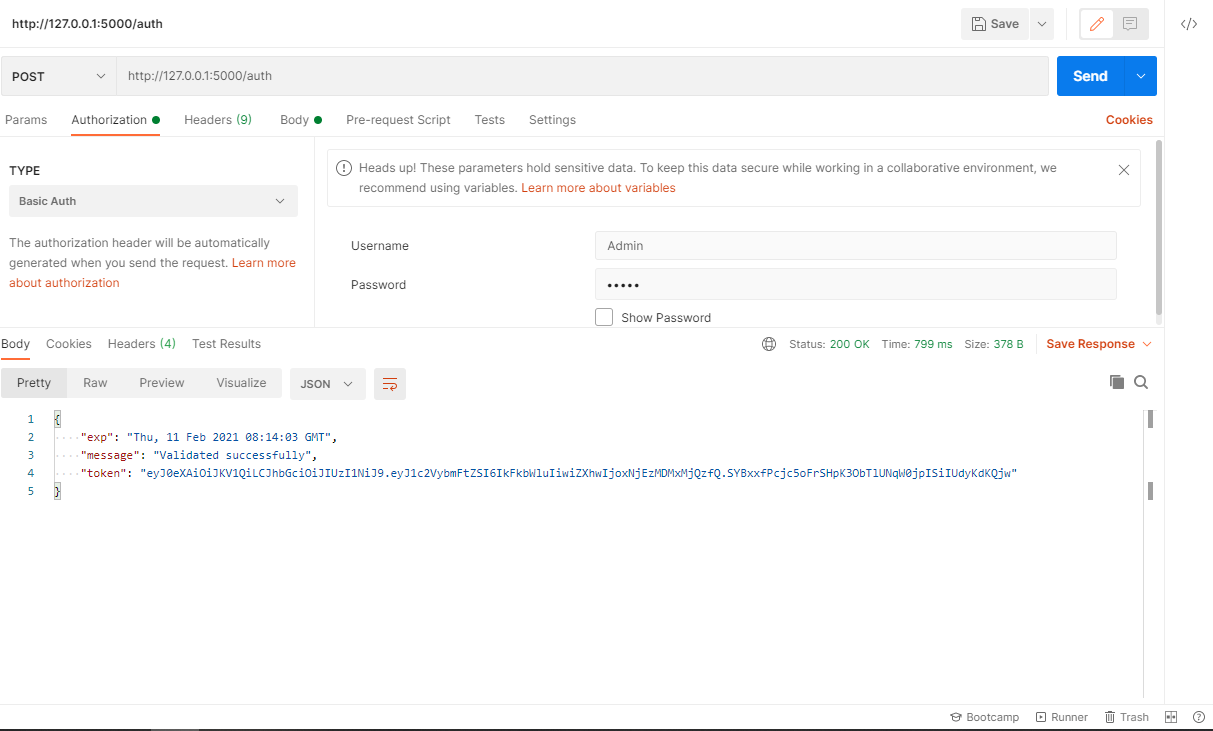 http://127.0.0.1:5000/auth
Save
POST
http://127.0.0.1:5000/auth
Send
Params Authorization Headers (9) Body Pre-request Script Tests Settings Cookies
TYPE
Basic Auth
The authorization header will be automatically
generated when you send the request. Learn more
about authorization
Heads up! These parameters hold sensitive data. To keep this data secure while working in a collaborative environment, we
recommend using variables. Learn more about variables
Username Admin
Password •••••
Show Password
Body Cookies Headers (4) Test Results Status: 200 OK Time: 799 ms Size: 378 B Save Response
Pretty Raw Preview Visualize JSON
1 {
2 "exp": "Thu, 11 Feb 2021 08:14:03 GMT",
3 "message": "Validated successfully",
4 "token": "eyJ0eXAiOiJKV1QiLCJhbGciOiJIUzI1NiJ9.eyJ1c2VybmFtZSI6IkFkbWluIiwiZXhwIjoxNjEzMDMxMjQzfQ.SYBxxfPcjc5oFrSHpK3ObTlUNqW0jpISiIUdyKdKQjw"
5 }
Bootcamp Runner Trash